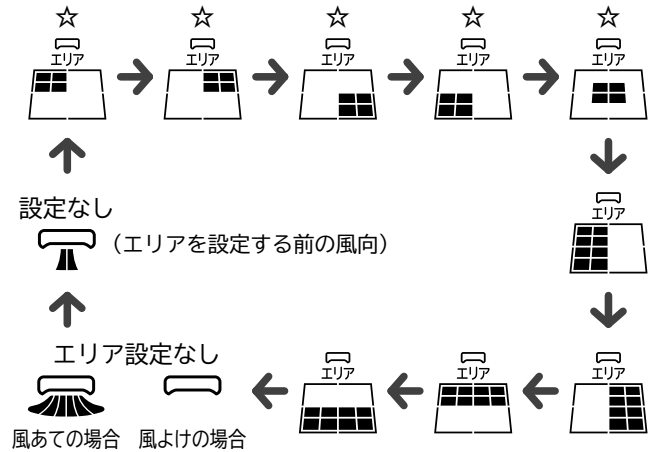 ☆ ☆ ☆ ☆ ☆
エリア エリア エリア エリア エリア
設定なし
エリア
(エリアを設定する前の風向)
エリア設定なし
エリア エリア エリア
風あての場合 風よけの場合